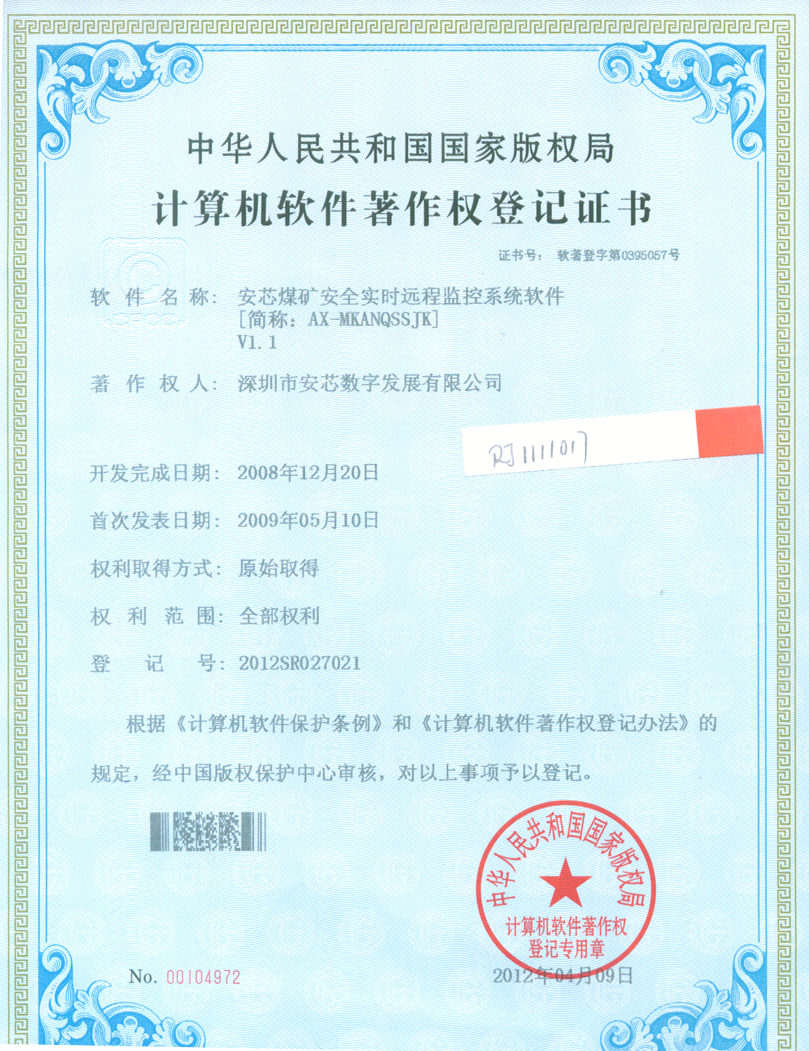 中华人民共和国国家版权局
计算机软件著作权登记证书
证书号： 软著登字第0395057号
软 件 名 称： 安芯煤矿安全实时远程监控系统软件
[简称：AX-MKANQSSJK]
V1.1
著 作 权 人： 深圳市安芯数字发展有限公司
RJ1111017
开发完成日期： 2008年12月20日
首次发表日期： 2009年05月10日
权利取得方式： 原始取得
权 利 范 围： 全部权利
登 记 号： 2012SR027021
根据《计算机软件保护条例》和《计算机软件著作权登记办法》的
规定，经中国版权保护中心审核，对以上事项予以登记。
中华人民共和国国家版权局
计算机软件著作权
登记专用章
No. 00104972
2012年04月09日